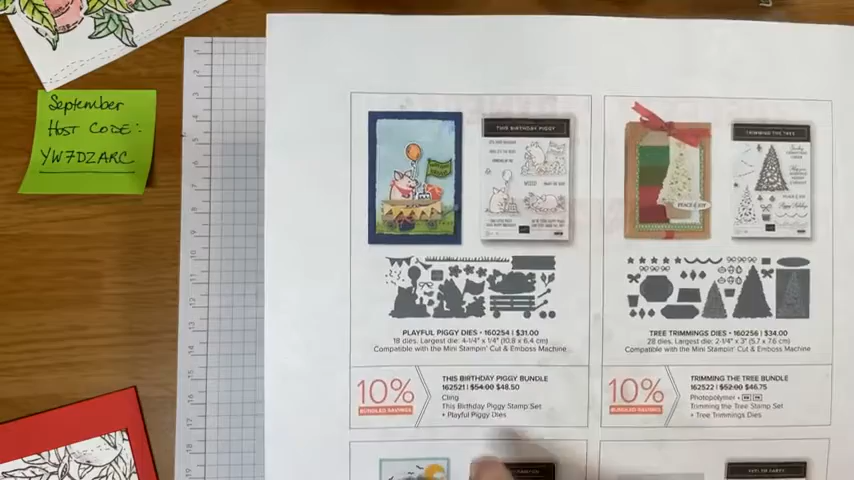 September
Host Code:
YW7DZARC
THIS BIRTHDAY PIGGY
TRIMMING THE TREE
PEACE & JOY
PLAYFUL PIGGY DIES • 160254 | $31.00
18 dies. Largest die: 4-1/4" x 1/4" (10.8 x 6.4 cm)
Compatible with the Mini Stampin' Cut & Emboss Machine
TREE TRIMMINGS DIES • 160256 | $34.00
28 dies. Largest die: 2-1/4" x 3" (5.7 x 7.6 cm)
Compatible with the Mini Stampin' Cut & Emboss Machine
10%
BUNDLED SAVINGS
THIS BIRTHDAY PIGGY BUNDLE
162521 | $54.00 $48.50
Cling
This Birthday Piggy Stamp Set
+ Playful Piggy Dies
10%
BUNDLED SAVINGS
TRIMMING THE TREE BUNDLE
162522 | $52.00 $46.75
Photopolymer •
Trimming the Tree Stamp Set
+ Tree Trimmings Dies